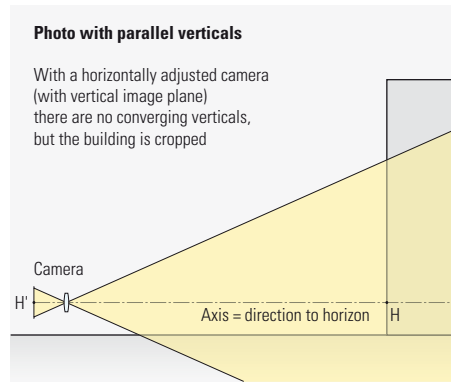 Photo with parallel verticals
With a horizontally adjusted camera
(with vertical image plane)
there are no converging verticals,
but the building is cropped
Camera
H'
Axis = direction to horizon
H